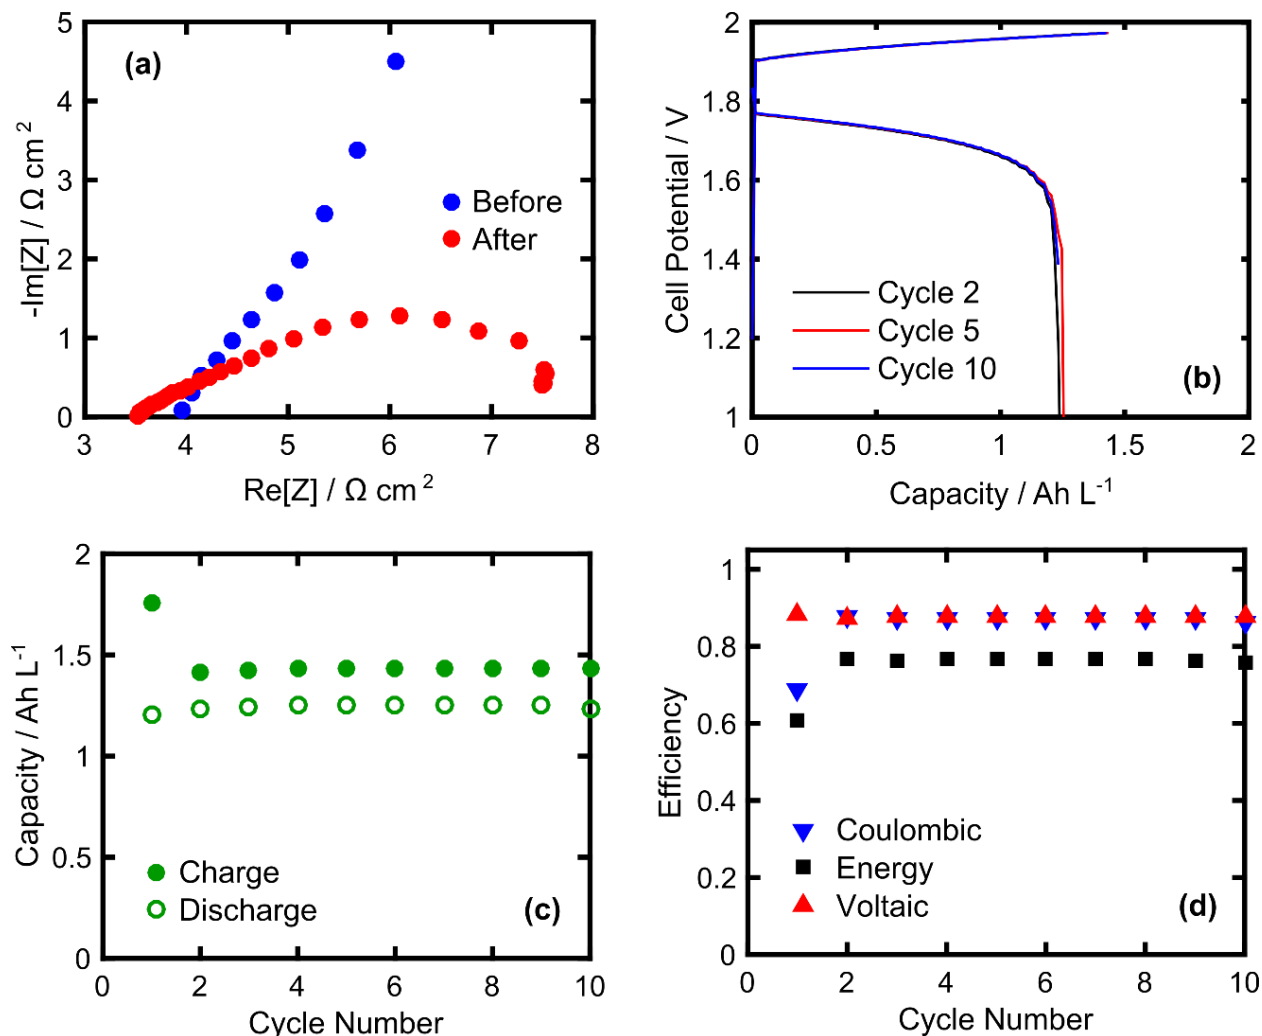 (a)
5
4
3
2
1
0
-Im[Z] / Ω cm 2
Before
After
3
4
5
6
7
8
Re[Z] / Ω cm 2
2
1.8
1.6
1.4
1.2
1
Cell Potential / V
Cycle 2
Cycle 5
Cycle 10
(b)
0
0.5
1
1.5
2
Capacity / Ah L-1
2
1.5
1
0.5
0
Capacity / Ah L-1
Charge
Discharge
(c)
0
2
4
6
8
10
Cycle Number
1
0.8
0.6
0.4
0.2
0
Efficiency
Coulombic
Energy
Voltaic
(d)
0
2
4
6
8
10
Cycle Number